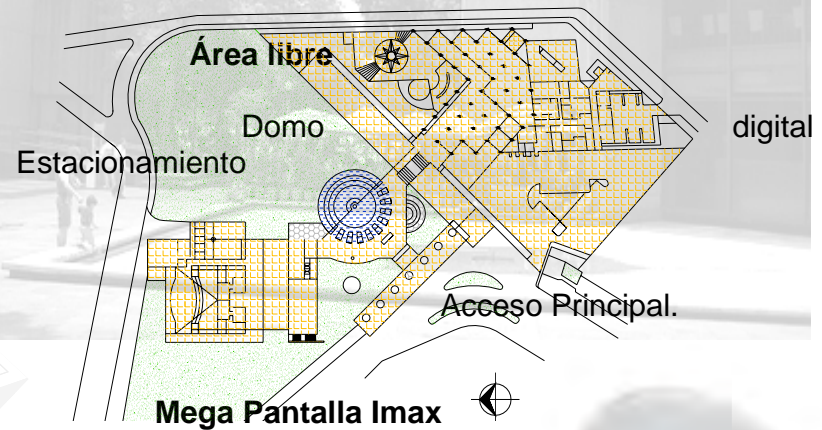 Área libre
Domo digital
Estacionamiento
Acceso Principal.
Mega Pantalla Imax